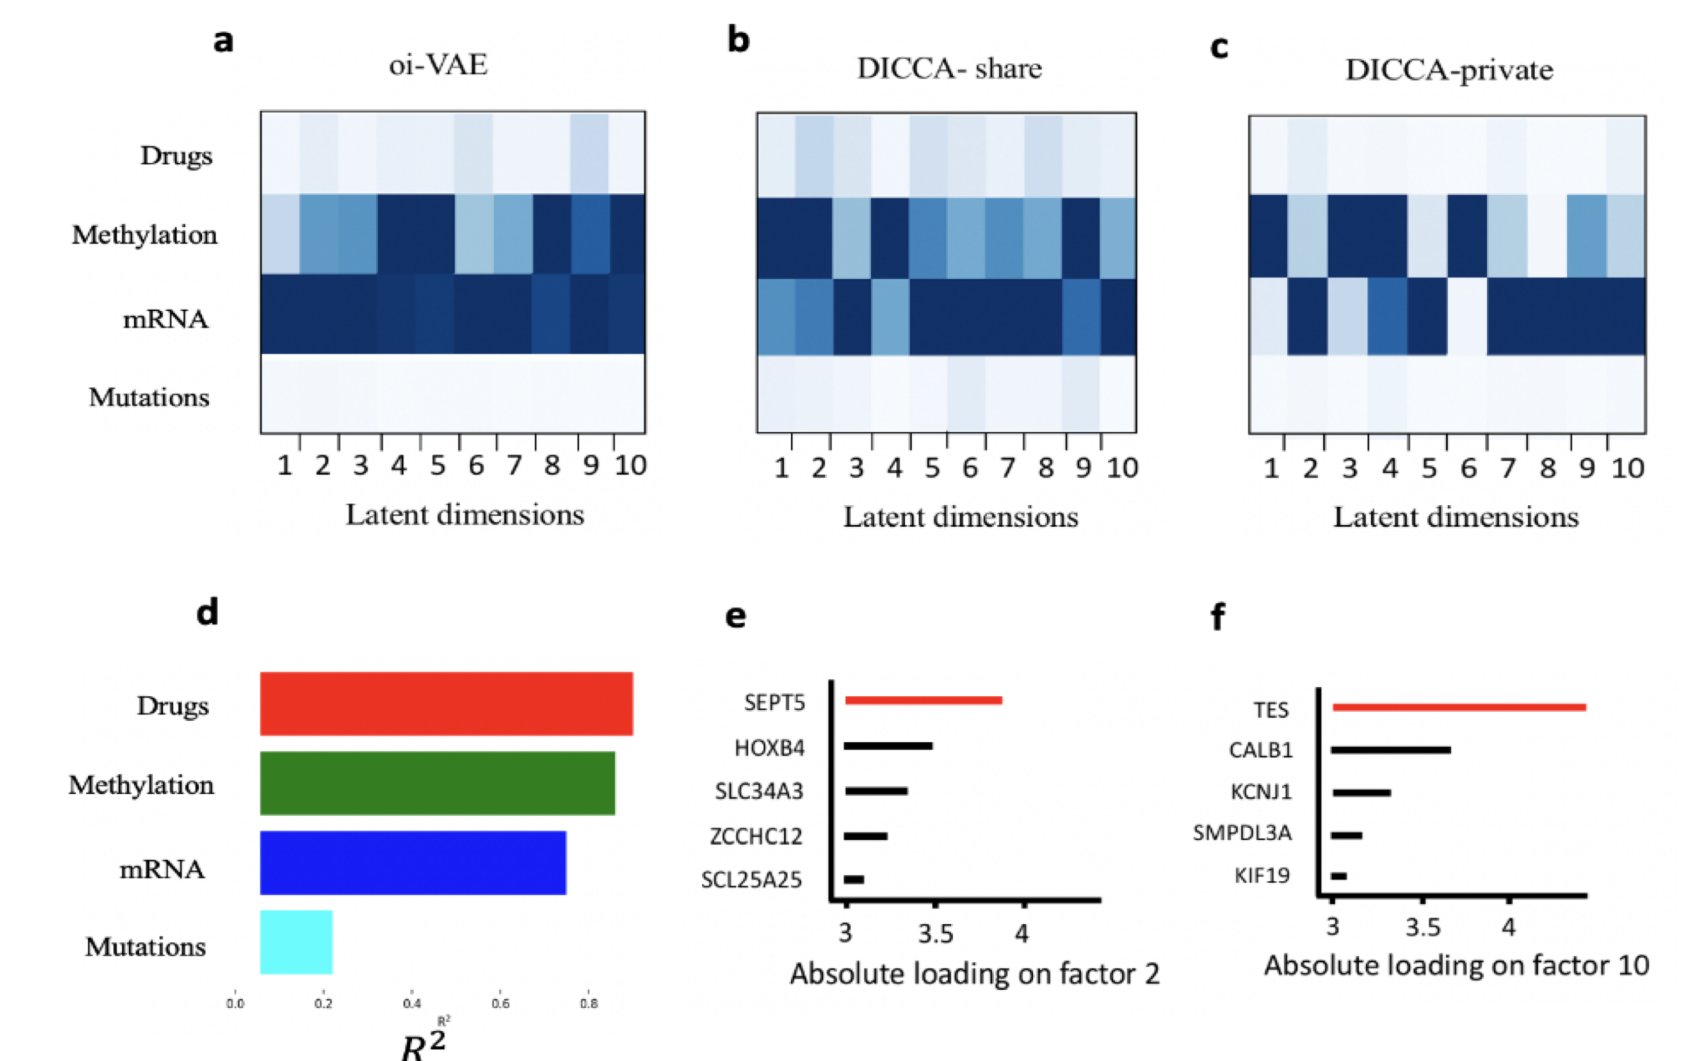 a
oi-VAE
b
DICCA- share
c
DICCA-private
Drugs
Methylation
mRNA
Mutations
1 2 3 4 5 6 7 8 9 10
Latent dimensions
1 2 3 4 5 6 7 8 9 10
Latent dimensions
1 2 3 4 5 6 7 8 9 10
Latent dimensions
d
Drugs
Methylation
mRNA
Mutations
0.0 0.2 0.4 0.6 0.8
R²
R²
e
SEPT5
HOXB4
SLC34A3
ZCCHC12
SCL25A25
3 3.5 4
Absolute loading on factor 2
f
TES
CALB1
KCNJ1
SMPDL3A
KIF19
3 3.5 4
Absolute loading on factor 10